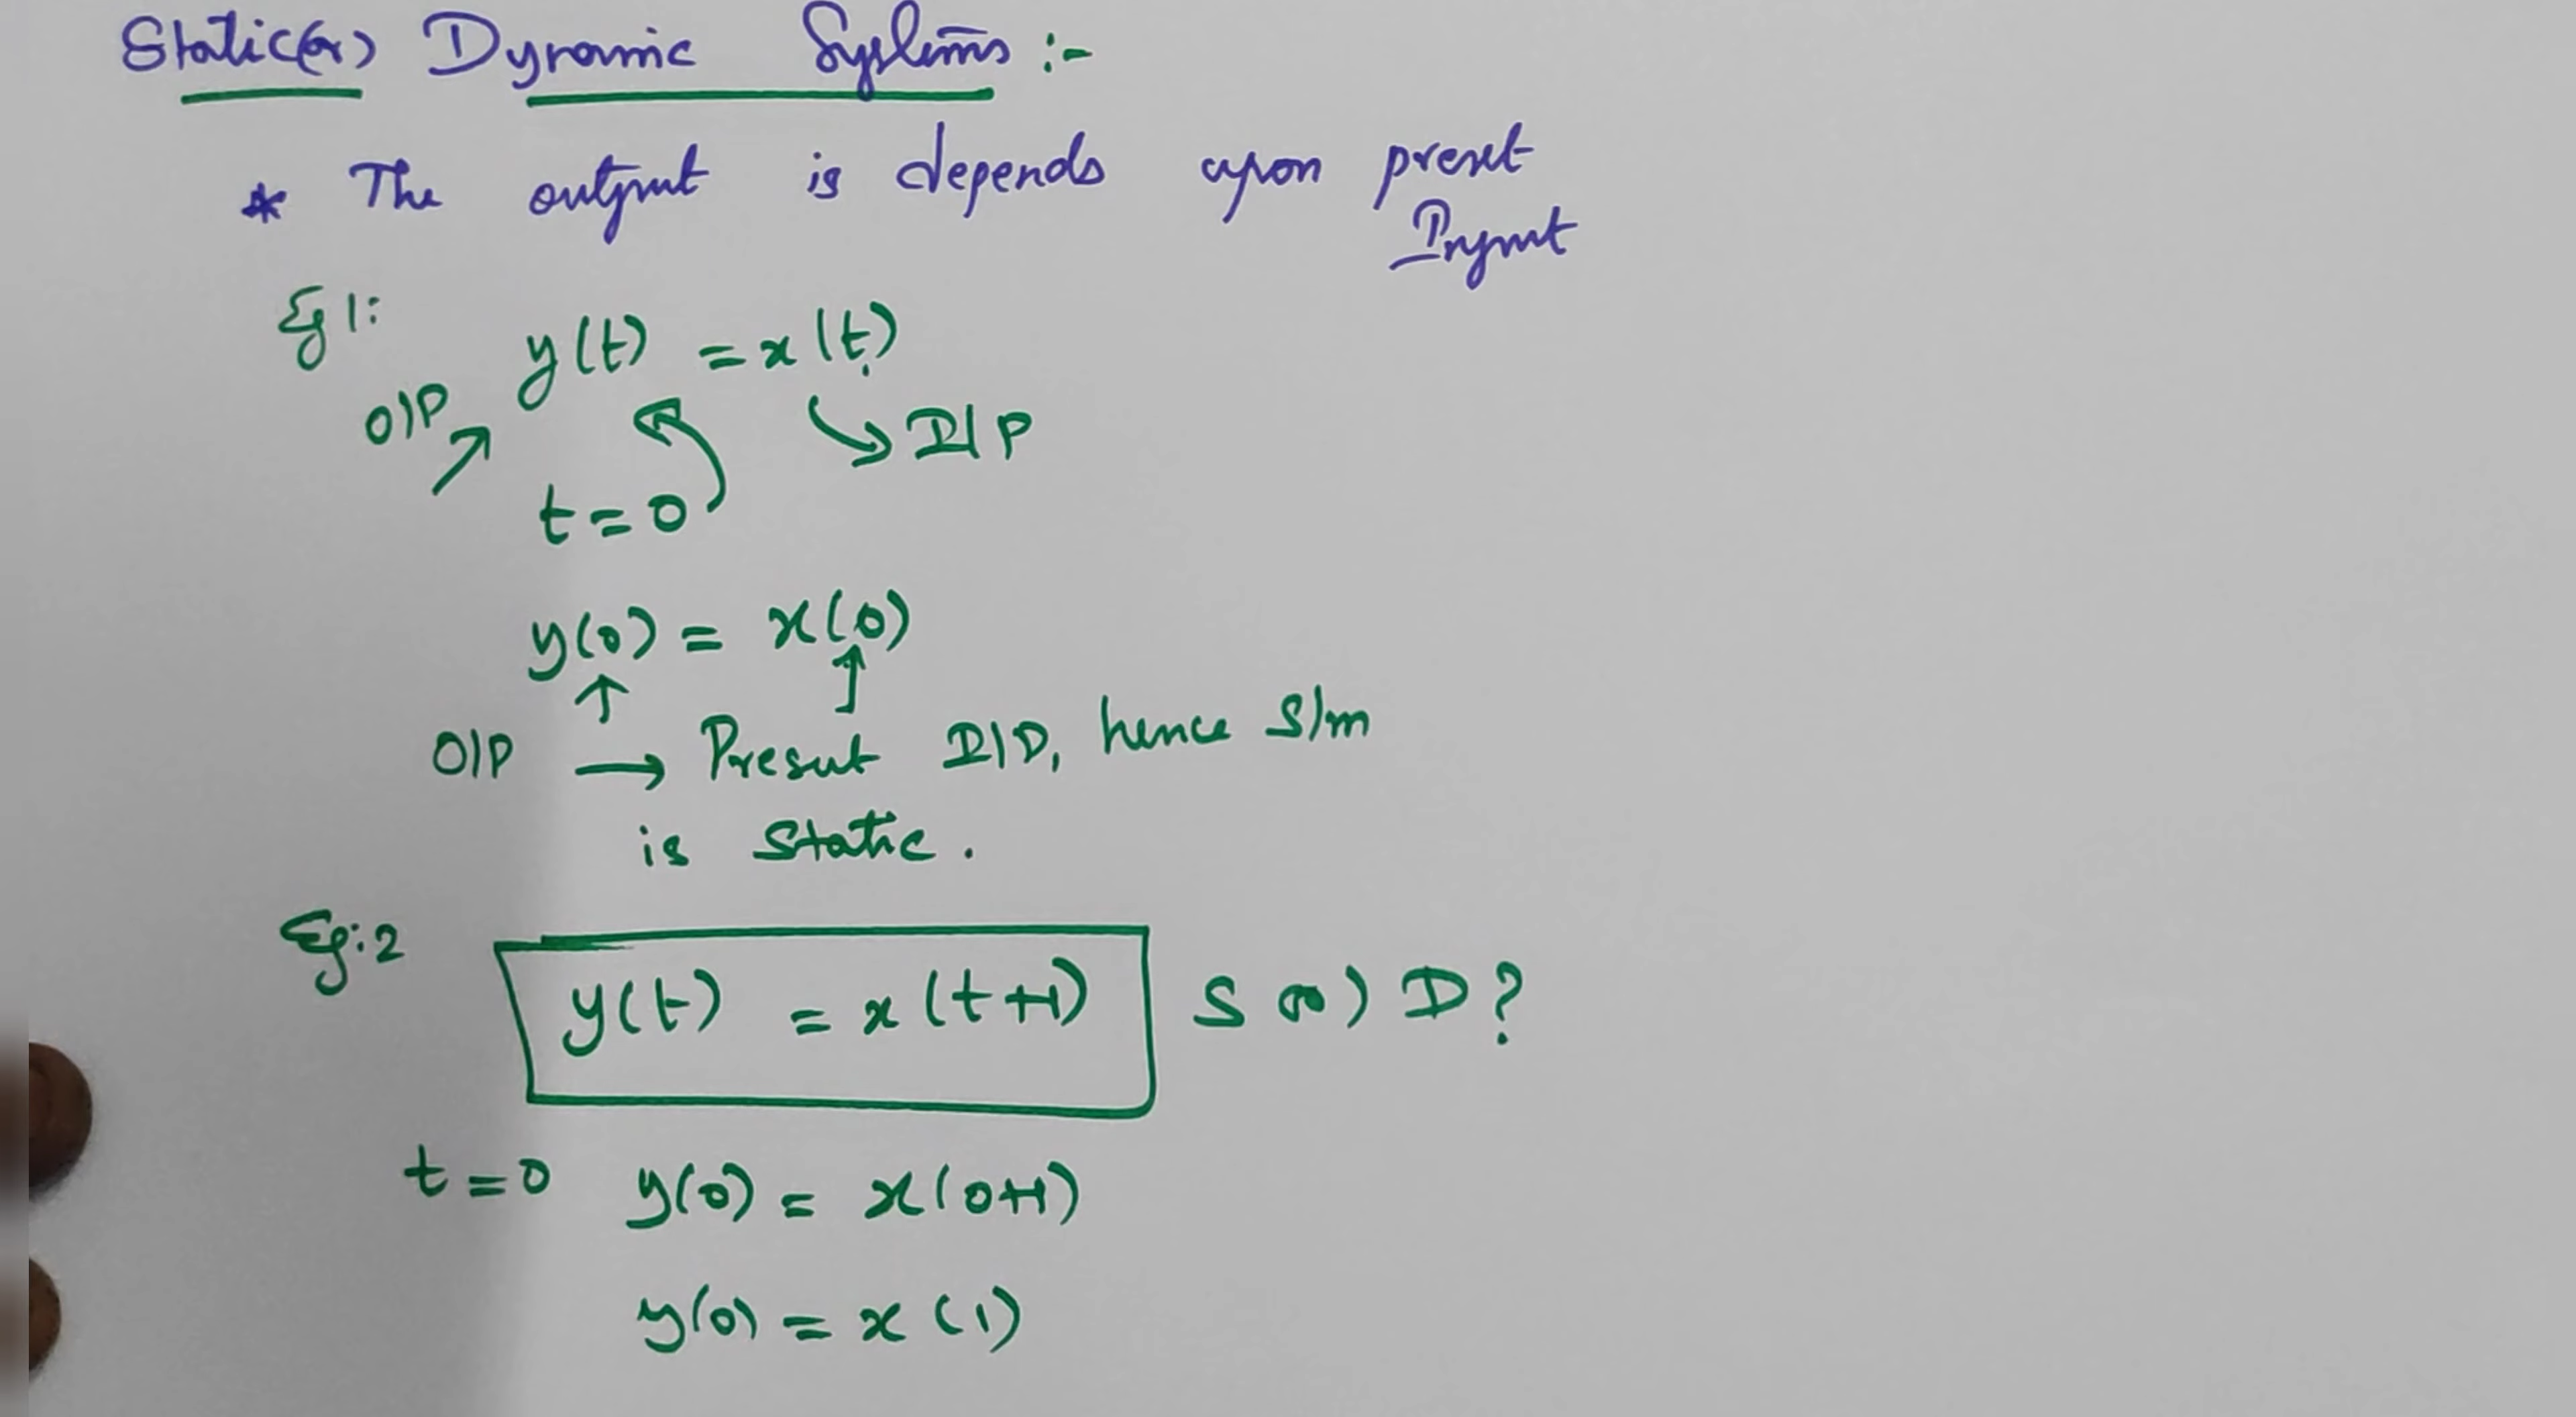 Static (or) Dynamic Systems :-
* The output is depends upon present
Input
Eg 1:
y(t) = x(t)
O/P
I/P
t = 0
y(0) = x(0)
O/P → Present I/P, hence S/m
is static.
Eg:2
y(t) = x(t+1) S or) D?
t = 0 y(0) = x(0+1)
y(0) = x(1)